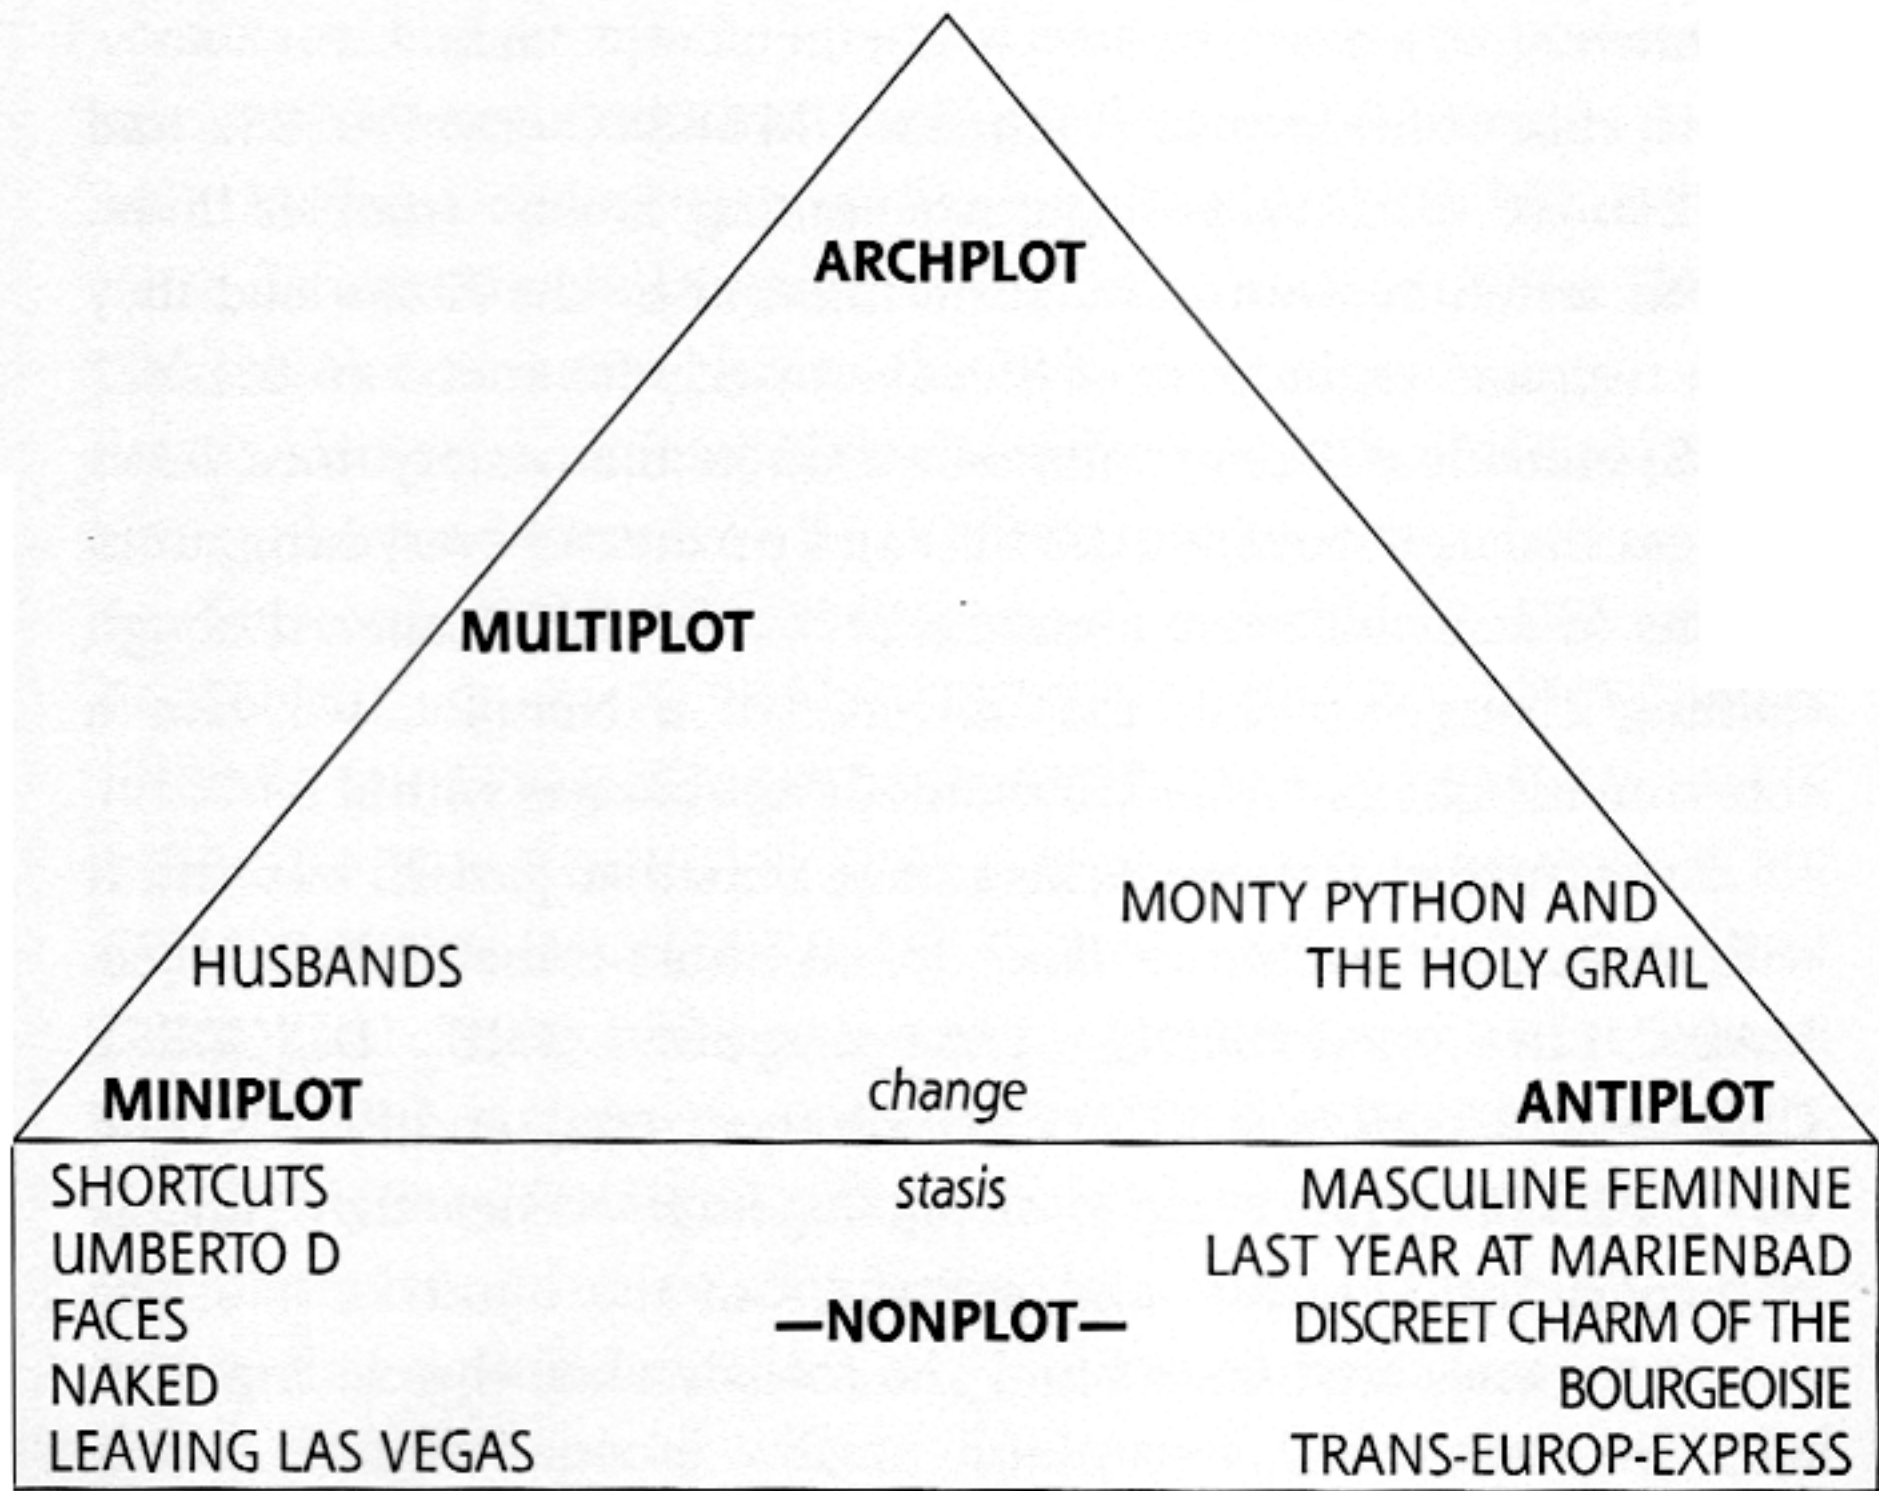 ARCHPLOT
MULTIPLOT
MONTY PYTHON AND
THE HOLY GRAIL
HUSBANDS
MINIPLOT
change
ANTIPLOT
SHORTCUTS
stasis
MASCULINE FEMININE
UMBERTO D
LAST YEAR AT MARIENBAD
FACES
—NONPLOT—
DISCREET CHARM OF THE
NAKED
BOURGEOISIE
LEAVING LAS VEGAS
TRANS-EUROP-EXPRESS